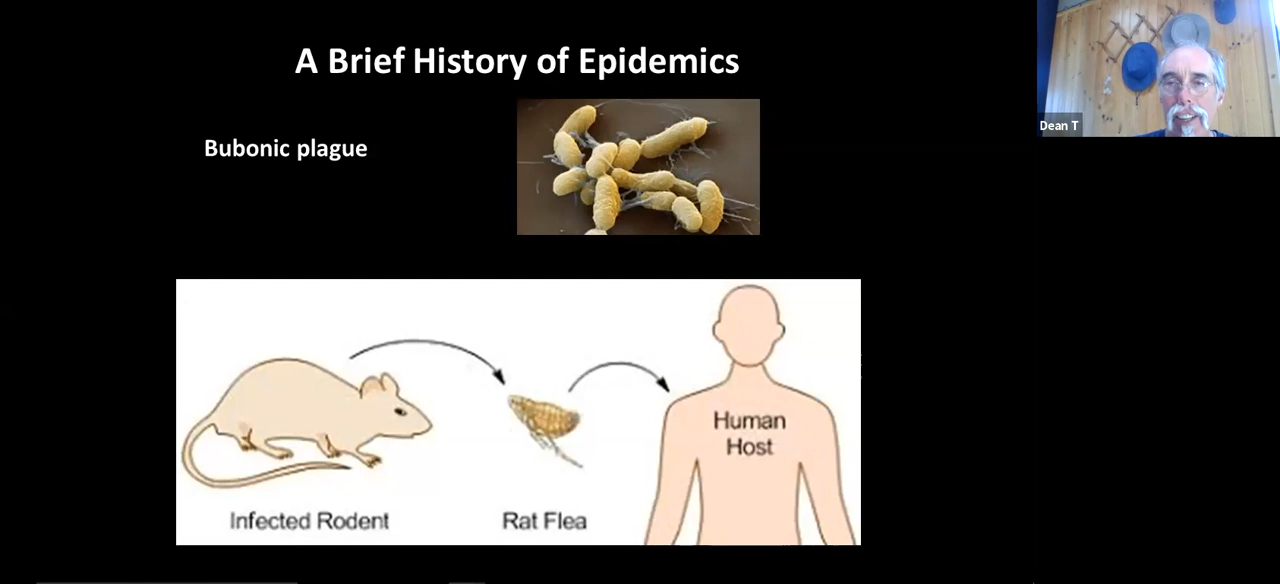 A Brief History of Epidemics
Dean T
Bubonic plague
Human
Host
Infected Rodent
Rat Flea